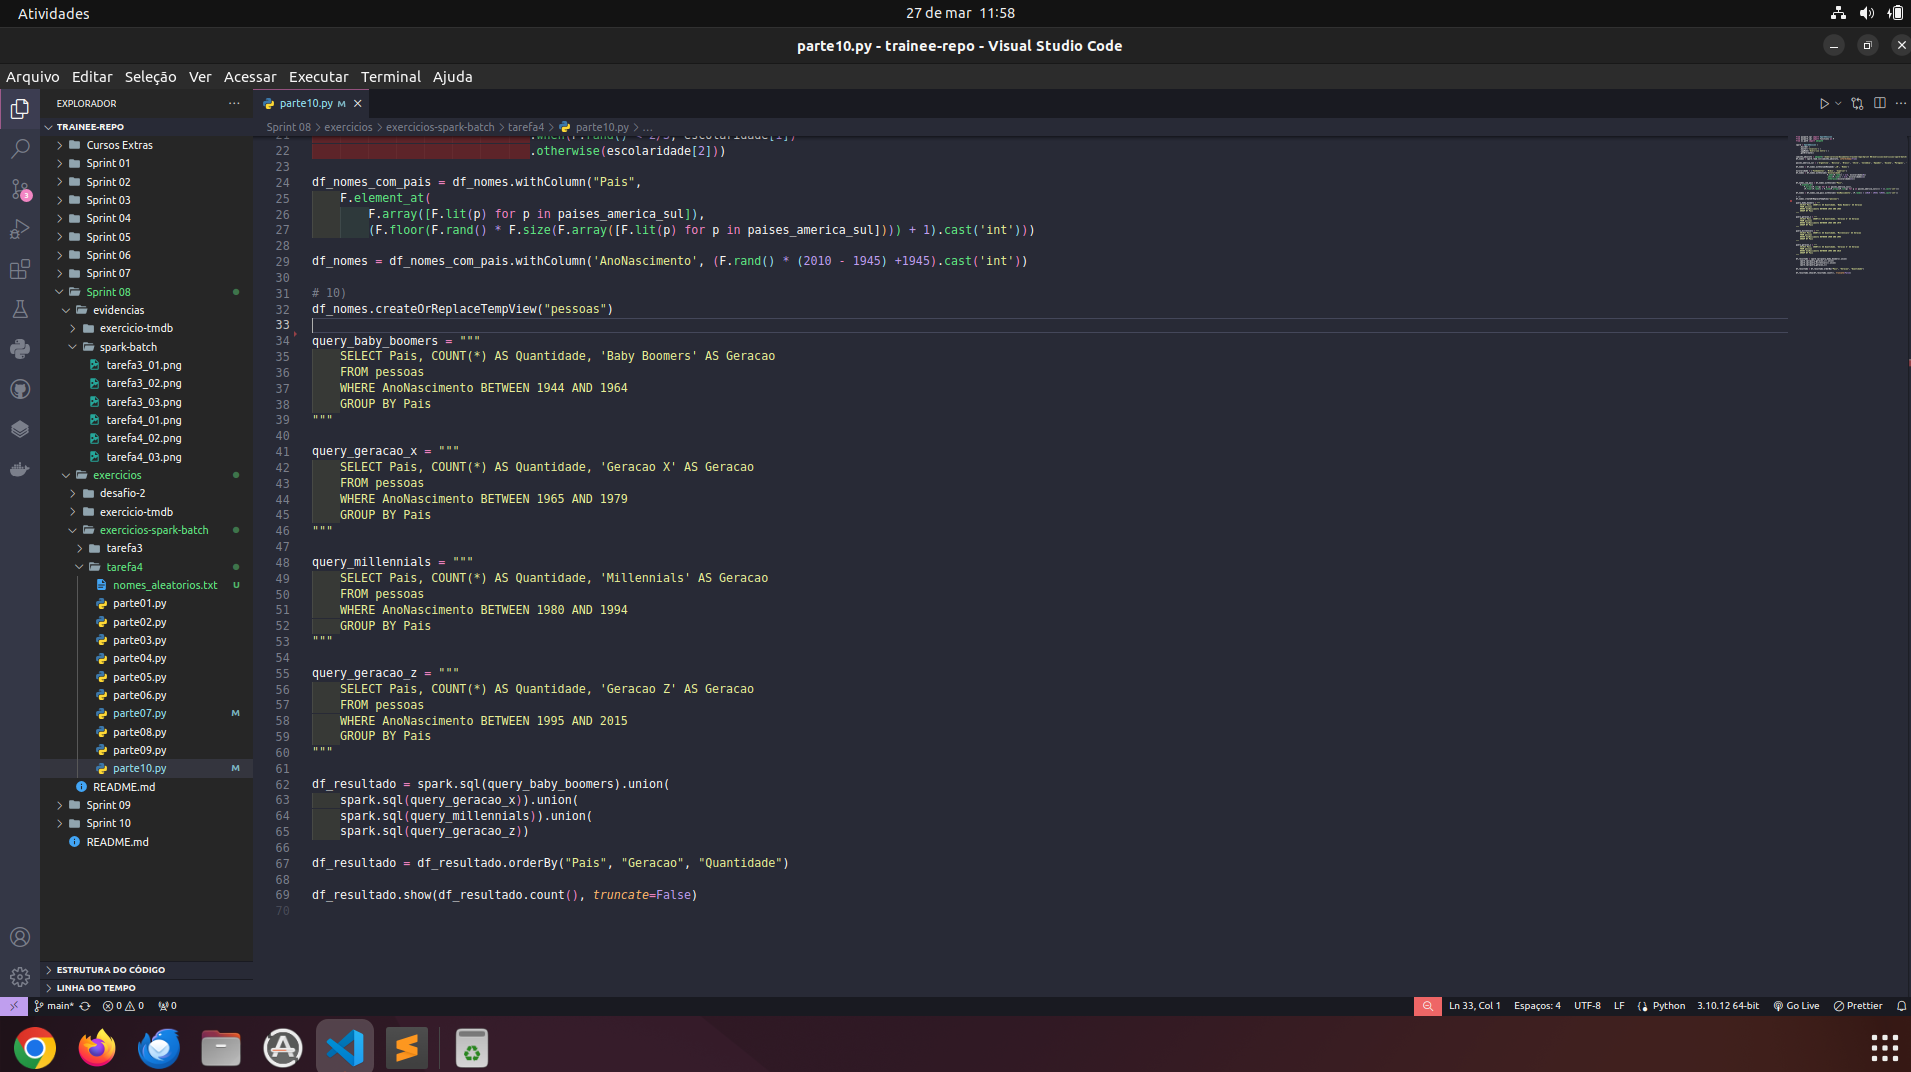 Atividades
27 de mar 11:58
parte10.py - trainee-repo - Visual Studio Code
Arquivo Editar Seleção Ver Acessar Executar Terminal Ajuda
EXPLORADOR
TRAINEE-REPO
Cursos Extras
Sprint 01
Sprint 02
Sprint 03
Sprint 04
Sprint 05
Sprint 06
Sprint 07
Sprint 08
evidencias
exercicio-tmdb
spark-batch
tarefa3_01.png
tarefa3_02.png
tarefa3_03.png
tarefa4_01.png
tarefa4_02.png
tarefa4_03.png
exercicios
desafio-2
exercicio-tmdb
exercicios-spark-batch
tarefa3
tarefa4
nomes_aleatorios.txt U
parte01.py
parte02.py
parte03.py
parte04.py
parte05.py
parte06.py
parte07.py M
parte08.py
parte09.py
parte10.py M
README.md
Sprint 09
Sprint 10
README.md
ESTRUTURA DO CÓDIGO
LINHA DO TEMPO
3
parte10.py M
Sprint 08 > exercicios > exercicios-spark-batch > tarefa4 > parte10.py > ...
22 .otherwise(escolaridade[2]))
23
24 df_nomes_com_pais = df_nomes.withColumn("Pais",
25 F.element_at(
26 F.array([F.lit(p) for p in paises_america_sul]),
27 (F.floor(F.rand() * F.size(F.array([F.lit(p) for p in paises_america_sul]))) + 1).cast('int')))
28
29 df_nomes = df_nomes_com_pais.withColumn('AnoNascimento', (F.rand() * (2010 - 1945) +1945).cast('int'))
30
31 # 10)
32 df_nomes.createOrReplaceTempView("pessoas")
33
34 query_baby_boomers = """
35 SELECT Pais, COUNT(*) AS Quantidade, 'Baby Boomers' AS Geracao
36 FROM pessoas
37 WHERE AnoNascimento BETWEEN 1944 AND 1964
38 GROUP BY Pais
39 """
40
41 query_geracao_x = """
42 SELECT Pais, COUNT(*) AS Quantidade, 'Geracao X' AS Geracao
43 FROM pessoas
44 WHERE AnoNascimento BETWEEN 1965 AND 1979
45 GROUP BY Pais
46 """
47
48 query_millennials = """
49 SELECT Pais, COUNT(*) AS Quantidade, 'Millennials' AS Geracao
50 FROM pessoas
51 WHERE AnoNascimento BETWEEN 1980 AND 1994
52 GROUP BY Pais
53 """
54
55 query_geracao_z = """
56 SELECT Pais, COUNT(*) AS Quantidade, 'Geracao Z' AS Geracao
57 FROM pessoas
58 WHERE AnoNascimento BETWEEN 1995 AND 2015
59 GROUP BY Pais
60 """
61
62 df_resultado = spark.sql(query_baby_boomers).union(
63 spark.sql(query_geracao_x)).union(
64 spark.sql(query_millennials)).union(
65 spark.sql(query_geracao_z))
66
67 df_resultado = df_resultado.orderBy("Pais", "Geracao", "Quantidade")
68
69 df_resultado.show(df_resultado.count(), truncate=False)
70
main* 0 0 0
Ln 33, Col 1 Espaços: 4 UTF-8 LF Python 3.10.12 64-bit Go Live Prettier